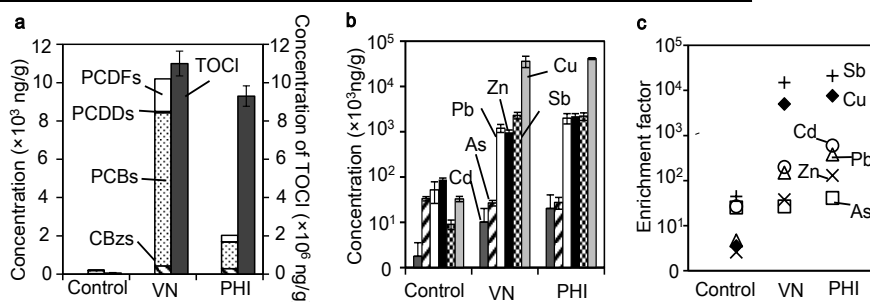 a
Concentration (×10³ ng/g)
12
10
8
6
4
2
0
PCDFs
PCDDs
PCBs
CBzs
TOCl
Control
VN
PHI
12
10
8
6
4
2
0
Concentration of TOCl (×10⁶ ng/g)
b
Concentration (×10³ng/g)
10⁵
10⁴
10³
10²
10¹
0
Cd
As
Pb
Zn
Sb
Cu
Control
VN
PHI
c
Enrichment factor
10⁵
10⁴
10³
10²
10¹
0
Sb
Cu
Cd
Pb
Zn
As
Control
VN
PHI